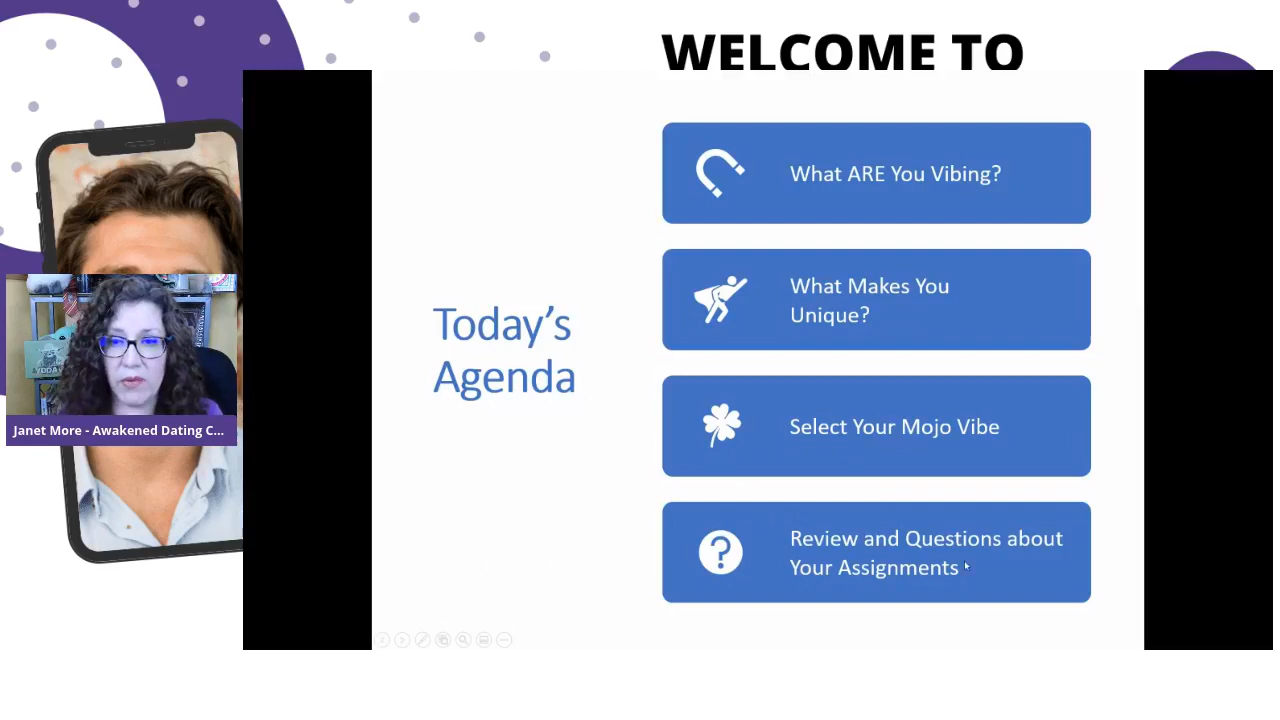 WELCOME TO
What ARE You Vibing?
What Makes You
Unique?
Today's
Agenda
Select Your Mojo Vibe
Review and Questions about
Your Assignments
YODA
Janet More - Awakened Dating C...